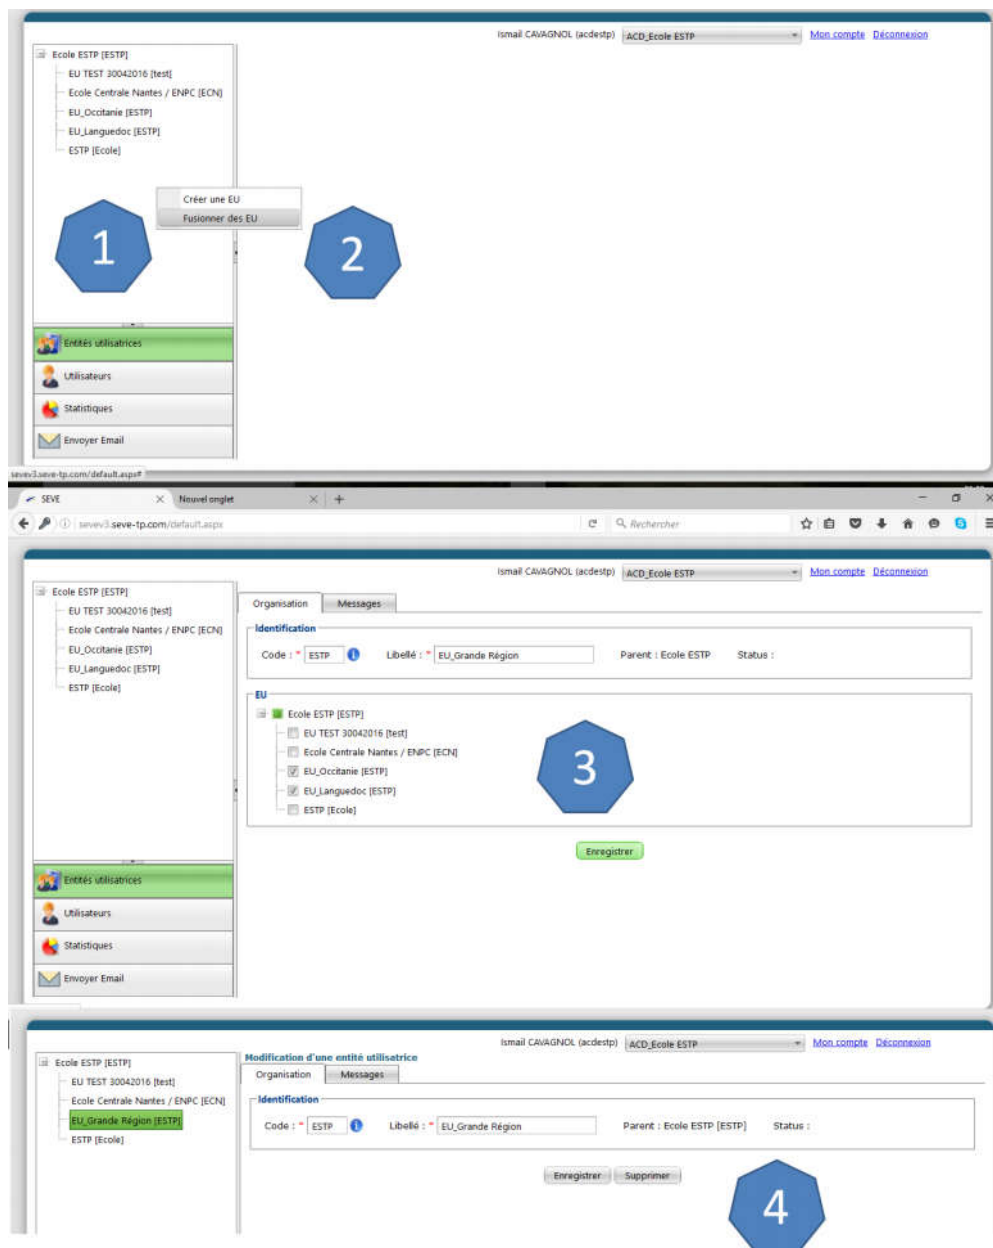 Ismail CAVAGNOL (acdestp) ACD_Ecole ESTP Mon compte Déconnexion
Ecole ESTP [ESTP]
EU TEST 30042016 [test]
Ecole Centrale Nantes / ENPC [ECN]
EU_Occitanie [ESTP]
EU_Languedoc [ESTP]
ESTP [Ecole]
Créer une EU
Fusionner des EU
1
2
Entités utilisatrices
Utilisateurs
Statistiques
Envoyer Email
sevev3.seve-tp.com/default.aspx#
SEVE Nouvel onglet
sevev3.seve-tp.com/default.aspx Rechercher
Ismail CAVAGNOL (acdestp) ACD_Ecole ESTP Mon compte Déconnexion
Ecole ESTP [ESTP]
EU TEST 30042016 [test]
Ecole Centrale Nantes / ENPC [ECN]
EU_Occitanie [ESTP]
EU_Languedoc [ESTP]
ESTP [Ecole]
Organisation Messages
Identification
Code : * ESTP Libellé : * EU_Grande Région Parent : Ecole ESTP Status :
EU
Ecole ESTP [ESTP]
EU TEST 30042016 [test]
Ecole Centrale Nantes / ENPC [ECN]
EU_Occitanie [ESTP]
EU_Languedoc [ESTP]
ESTP [Ecole]
3
Enregistrer
Entités utilisatrices
Utilisateurs
Statistiques
Envoyer Email
Ismail CAVAGNOL (acdestp) ACD_Ecole ESTP Mon compte Déconnexion
Ecole ESTP [ESTP]
EU TEST 30042016 [test]
Ecole Centrale Nantes / ENPC [ECN]
EU_Grande Région [ESTP]
ESTP [Ecole]
Modification d'une entité utilisatrice
Organisation Messages
Identification
Code : * ESTP Libellé : * EU_Grande Région Parent : Ecole ESTP [ESTP] Status :
Enregistrer Supprimer
4